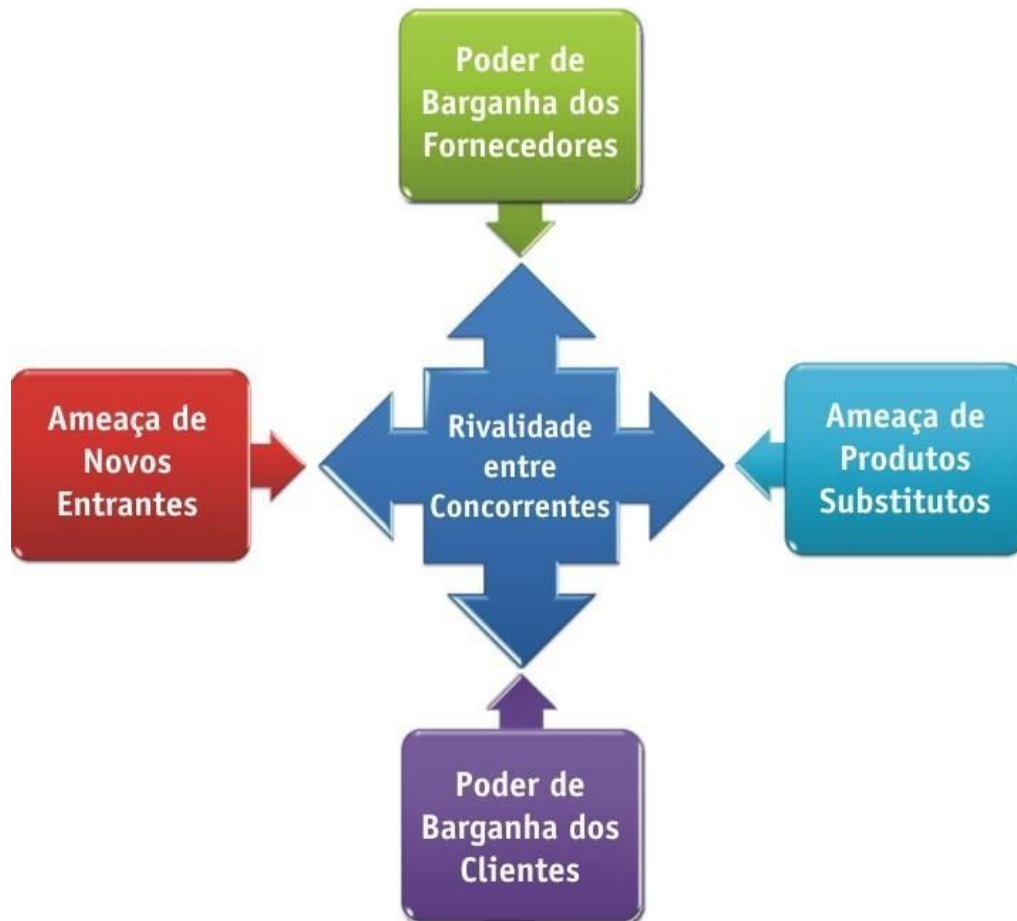 Poder de
Barganha dos
Fornecedores
Ameaça de
Novos
Entrantes
Rivalidade
entre
Concorrentes
Ameaça de
Produtos
Substitutos
Poder de
Barganha dos
Clientes